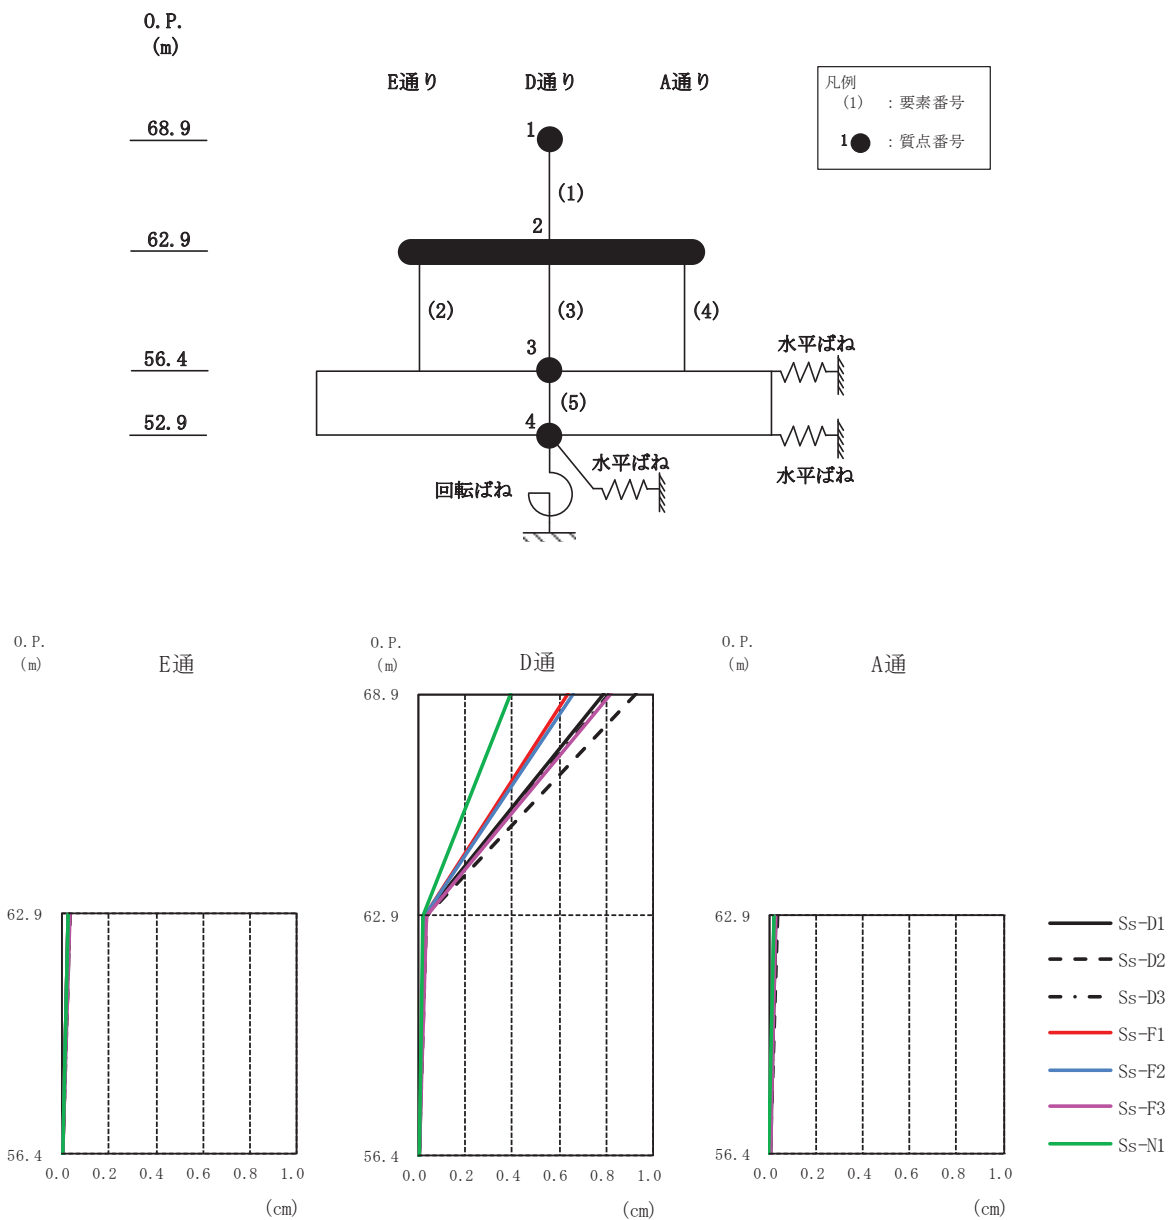 O.P.
(m)
E通り D通り A通り
凡例
(1) : 要素番号
1 : 質点番号
68.9
1
(1)
2
62.9
(2) (3) (4)
3
56.4
水平ばね
(5)
4
52.9
水平ばね
水平ばね
回転ばね
O.P.
(m)
E通
62.9
56.4
0.0 0.2 0.4 0.6 0.8 1.0
(cm)
O.P.
(m)
D通
68.9
62.9
56.4
0.0 0.2 0.4 0.6 0.8 1.0
(cm)
O.P.
(m)
A通
62.9
56.4
0.0 0.2 0.4 0.6 0.8 1.0
(cm)
Ss-D1
Ss-D2
Ss-D3
Ss-F1
Ss-F2
Ss-F3
Ss-N1